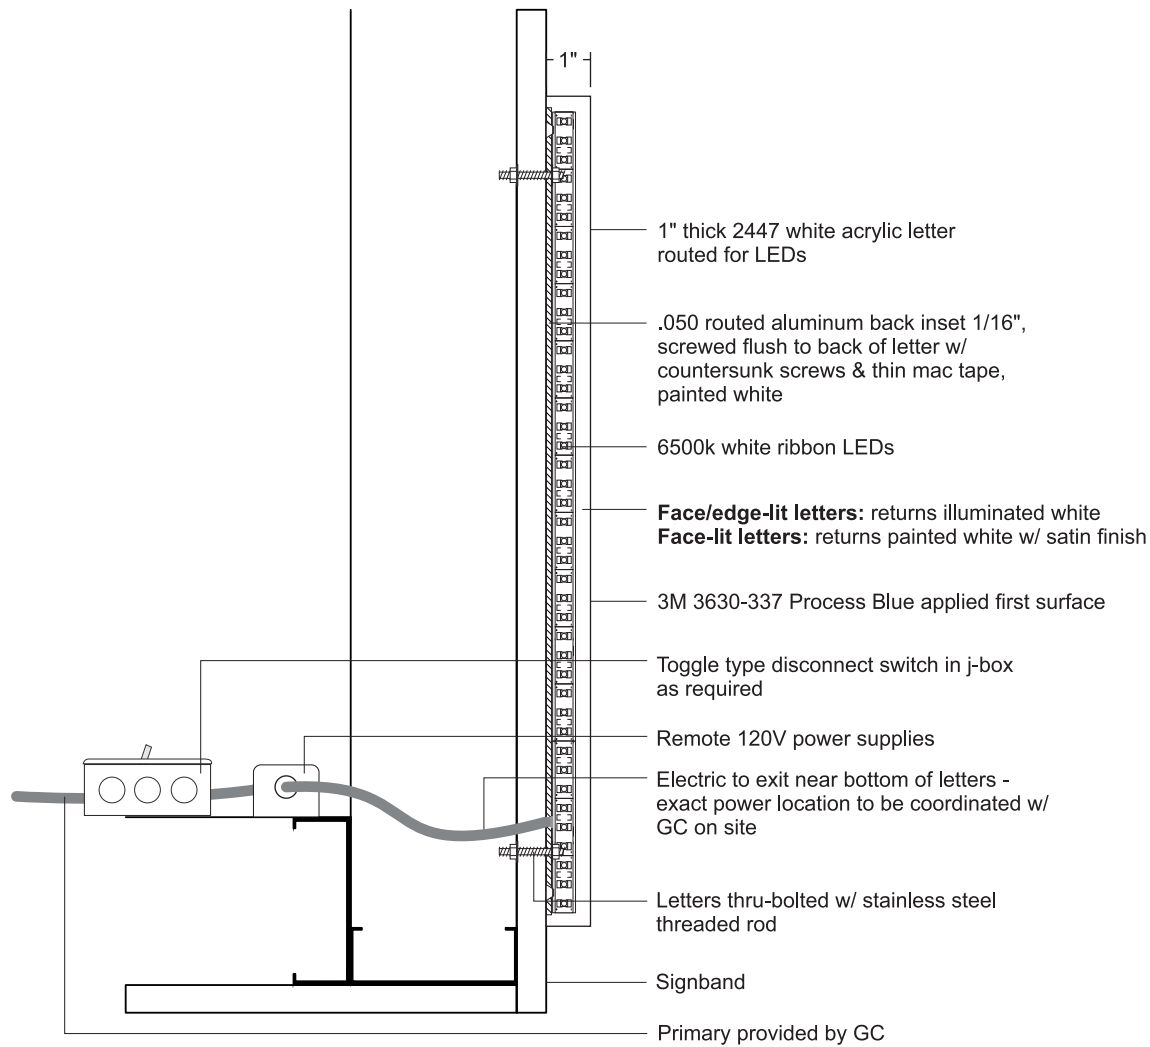 1"
1" thick 2447 white acrylic letter
routed for LEDs
.050 routed aluminum back inset 1/16",
screwed flush to back of letter w/
countersunk screws & thin mac tape,
painted white
6500k white ribbon LEDs
Face/edge-lit letters: returns illuminated white
Face-lit letters: returns painted white w/ satin finish
3M 3630-337 Process Blue applied first surface
Toggle type disconnect switch in j-box
as required
Remote 120V power supplies
Electric to exit near bottom of letters -
exact power location to be coordinated w/
GC on site
Letters thru-bolted w/ stainless steel
threaded rod
Signband
Primary provided by GC